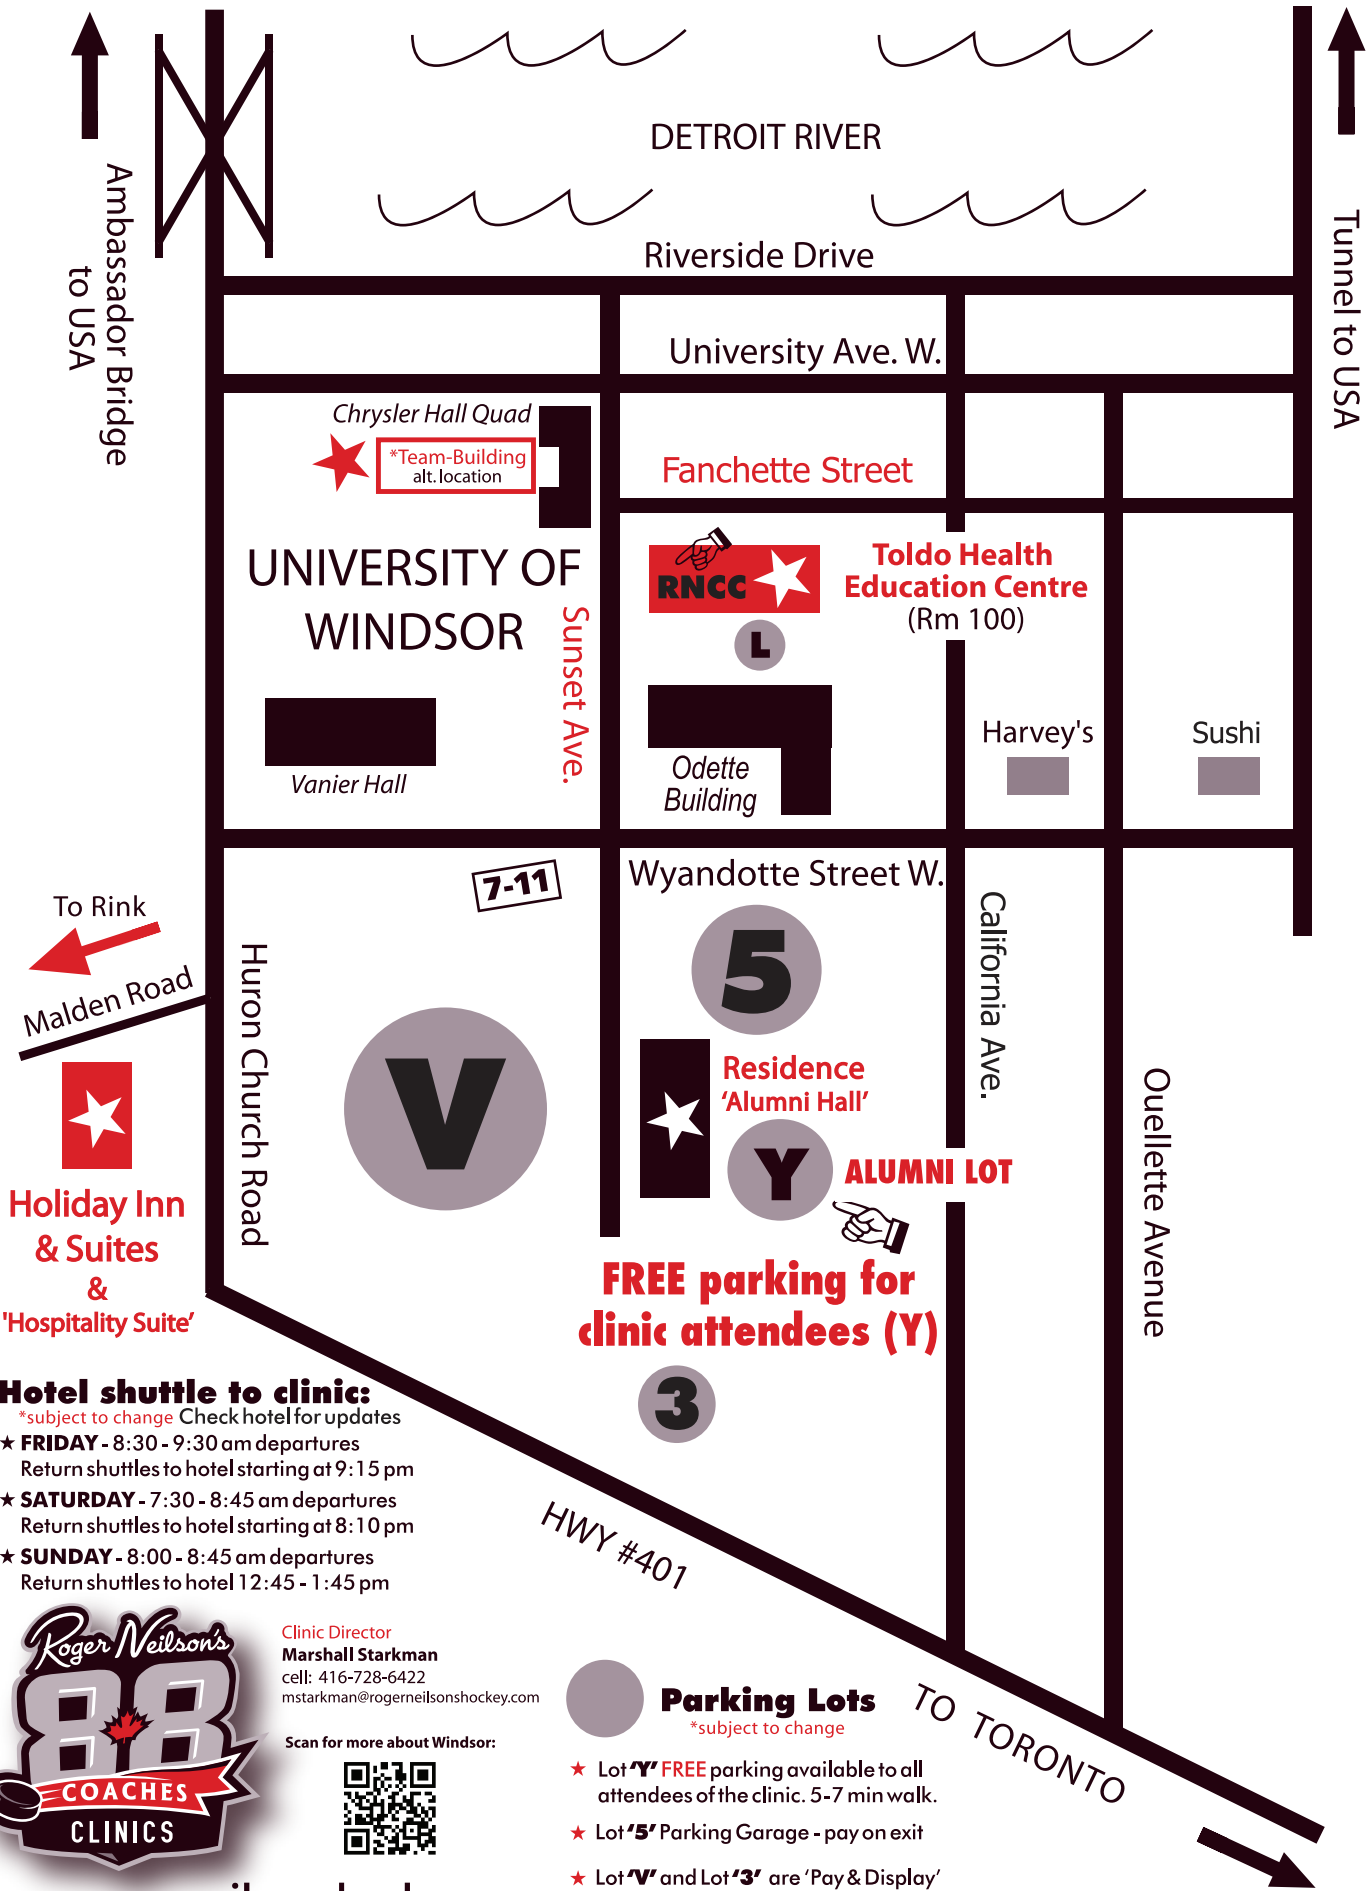 DETROIT RIVER
Ambassador Bridge
to USA
Tunnel to USA
Riverside Drive
University Ave. W.
Chrysler Hall Quad
*Team-Building
alt. location
Fanchette Street
UNIVERSITY OF
WINDSOR
Sunset Ave.
RNCC
Toldo Health
Education Centre
(Rm 100)
L
Vanier Hall
Odette
Building
Harvey's
Sushi
7-11
Wyandotte Street W.
To Rink
Malden Road
Huron Church Road
5
V
California Ave.
Ouellette Avenue
Residence
‘Alumni Hall’
Y
ALUMNI LOT
Holiday Inn
& Suites
&
'Hospitality Suite’
FREE parking for
clinic attendees (Y)
3
Hotel shuttle to clinic:
*subject to change Check hotel for updates
★ FRIDAY - 8:30 - 9:30 am departures
Return shuttles to hotel starting at 9:15 pm
★ SATURDAY - 7:30 - 8:45 am departures
Return shuttles to hotel starting at 8:10 pm
★ SUNDAY - 8:00 - 8:45 am departures
Return shuttles to hotel 12:45 - 1:45 pm
HWY #401
TO TORONTO
Roger Neilson's
88
COACHES
CLINICS
Clinic Director
Marshall Starkman
cell: 416-728-6422
mstarkman@rogerneilsonshockey.com
Scan for more about Windsor:
Parking Lots
*subject to change
★ Lot ‘Y’ FREE parking available to all
attendees of the clinic. 5-7 min walk.
★ Lot ‘5’ Parking Garage - pay on exit
★ Lot ‘V’ and Lot ‘3’ are ‘Pay & Display’